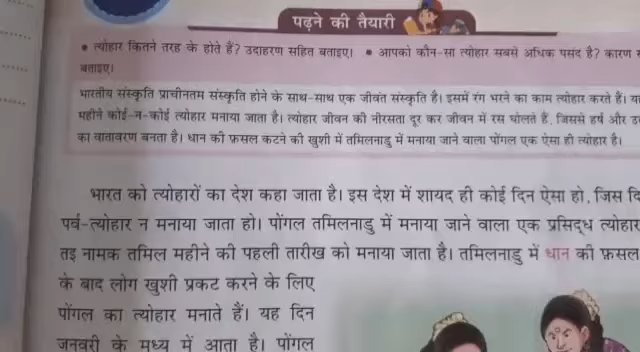 पढ़ने की तैयारी
• त्योहार कितने तरह के होते हैं? उदाहरण सहित बताइए। • आपको कौन-सा त्योहार सबसे अधिक पसंद है? कारण
बताइए।
भारतीय संस्कृति प्राचीनतम संस्कृति होने के साथ-साथ एक जीवंत संस्कृति है। इसमें रंग भरने का काम त्योहार करते हैं।
महीने कोई-न-कोई त्योहार मनाया जाता है। त्योहार जीवन की नीरसता दूर कर जीवन में रस घोलते हैं, जिससे हर्ष और
का वातावरण बनता है। धान की फ़सल कटने की खुशी में तमिलनाडु में मनाया जाने वाला पोंगल एक ऐसा ही त्योहार है।
भारत को त्योहारों का देश कहा जाता है। इस देश में शायद ही कोई दिन ऐसा हो, जिस
पर्व-त्योहार न मनाया जाता हो। पोंगल तमिलनाडु में मनाया जाने वाला एक प्रसिद्ध त्योहार
तइ नामक तमिल महीने की पहली तारीख को मनाया जाता है। तमिलनाडु में धान की फ़सल
के बाद लोग खुशी प्रकट करने के लिए
पोंगल का त्योहार मनाते हैं। यह दिन
जनवरी के मध्य में आता है। पोंगल